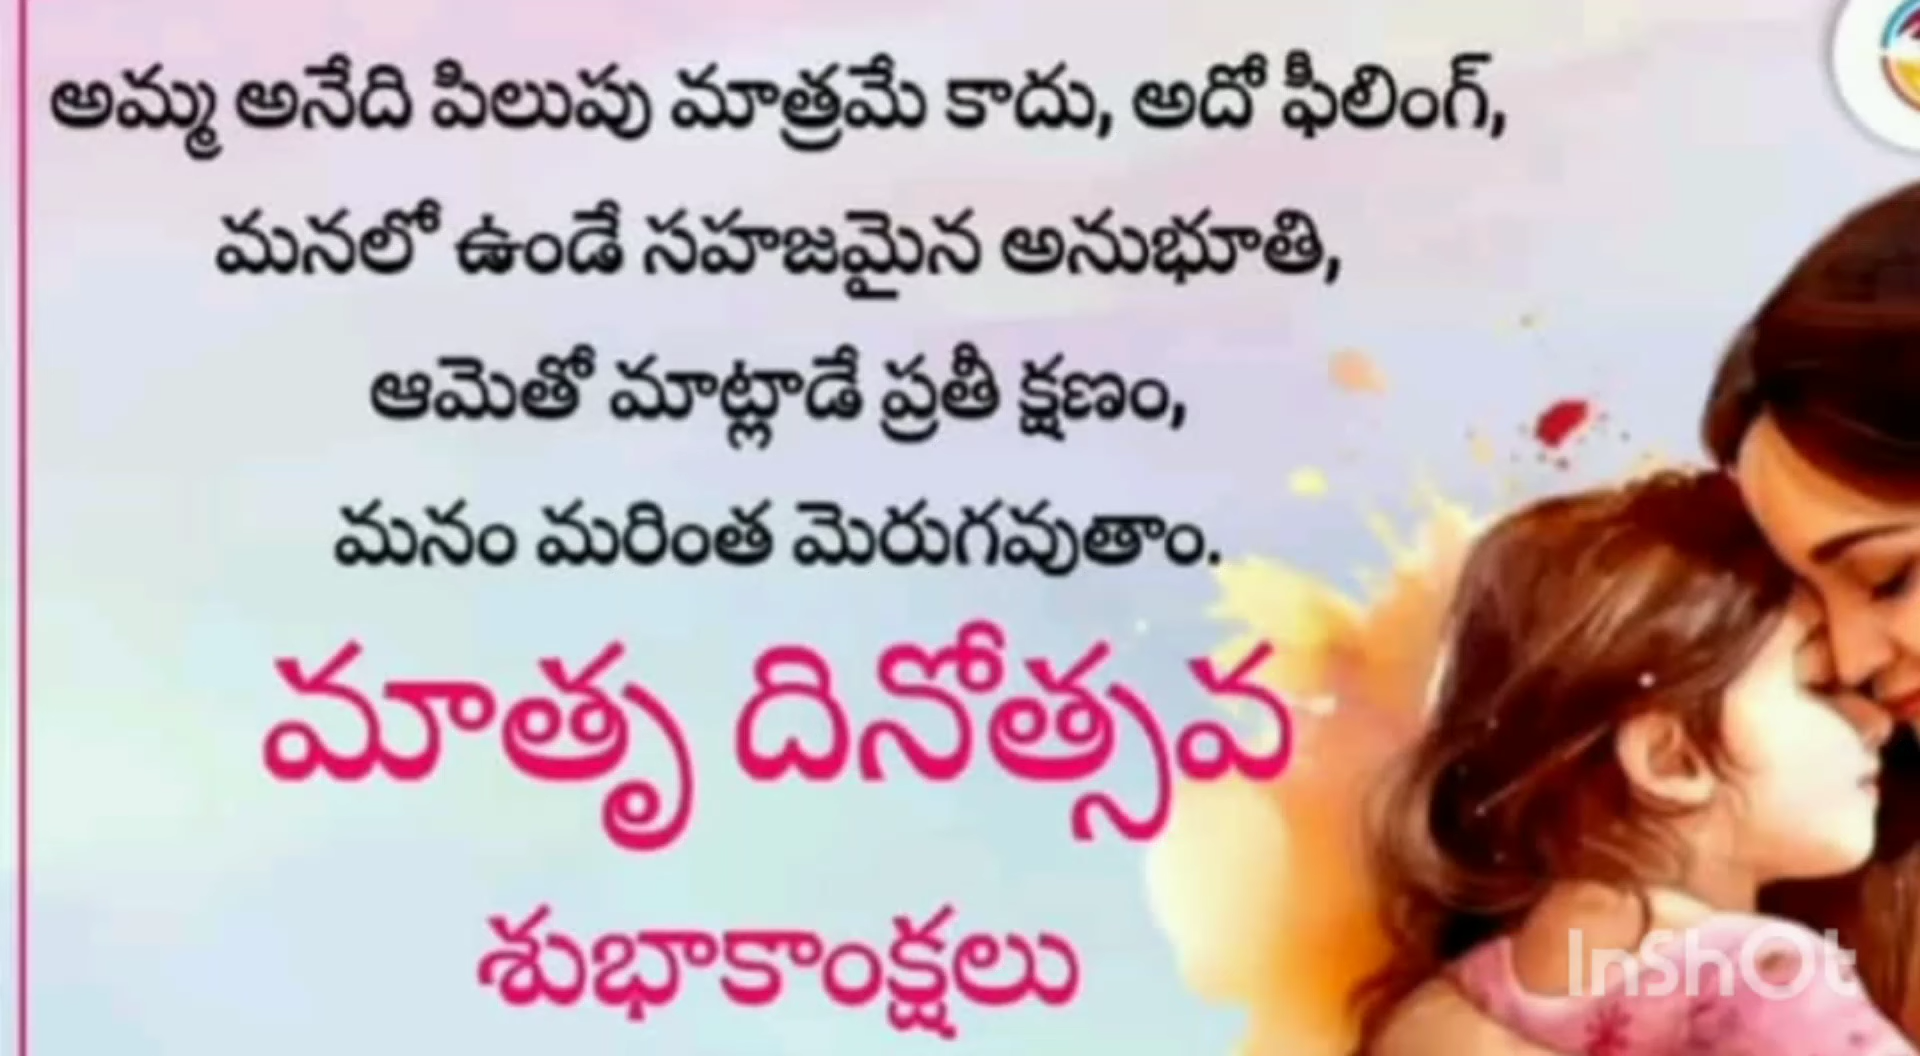 అమ్మ అనేది పిలుపు మాత్రమే కాదు, అదో ఫీలింగ్,
మనలో ఉండే సహజమైన అనుభూతి,
ఆమెతో మాట్లాడే ప్రతీ క్షణం,
మనం మరింత మెరుగవుతాం.
మాతృ దినోత్సవ
శుభాకాంక్షలు
InShOt